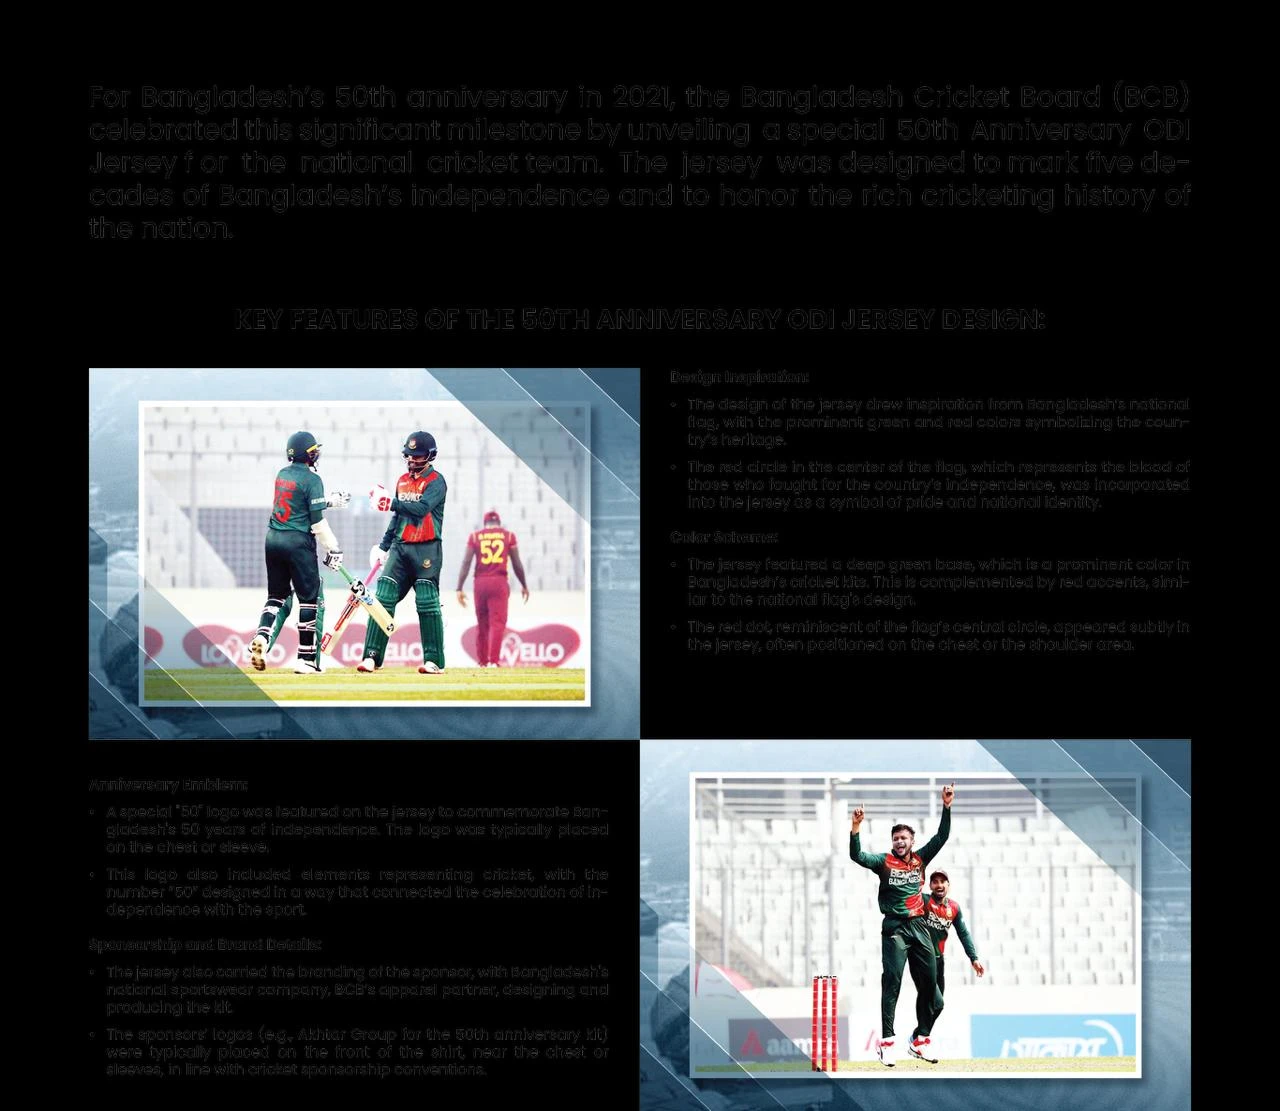 For Bangladesh's 50th anniversary in 2021, the Bangladesh Cricket Board (BCB)
celebrated this significant milestone by unveiling a special 50th Anniversary ODI
Jersey f or the national cricket team. The jersey was designed to mark five de-
cades of Bangladesh's independence and to honor the rich cricketing history of
the nation.
KEY FEATURES OF THE 50TH ANNIVERSARY ODI JERSEY DESIGN:
52
LOVELLO
Design Inspiration:
• The design of the jersey drew inspiration from Bangladesh's national
flag, with the prominent green and red colors symbolizing the coun-
try's heritage.
• The red circle in the center of the flag, which represents the blood of
those who fought for the country's independence, was incorporated
into the jersey as a symbol of pride and national identity.
Color Scheme:
• The jersey featured a deep green base, which is a prominent color in
Bangladesh's cricket kits. This is complemented by red accents, simi-
lar to the national flag's design.
• The red dot, reminiscent of the flag's central circle, appeared subtly in
the jersey, often positioned on the chest or the shoulder area.
Anniversary Emblem:
• A special "50" logo was featured on the jersey to commemorate Ban-
gladesh's 50 years of independence. The logo was typically placed
on the chest or sleeve.
• This logo also included elements representing cricket, with the
number "50" designed in a way that connected the celebration of in-
dependence with the sport.
Sponsorship and Brand Details:
• The jersey also carried the branding of the sponsor, with Bangladesh's
national sportswear company, BCB's apparel partner, designing and
producing the kit.
• The sponsors' logos (e.g., Akhtar Group for the 50th anniversary kit)
were typically placed on the front of the shirt, near the chest or
sleeves, in line with cricket sponsorship conventions.
BANGLADESH